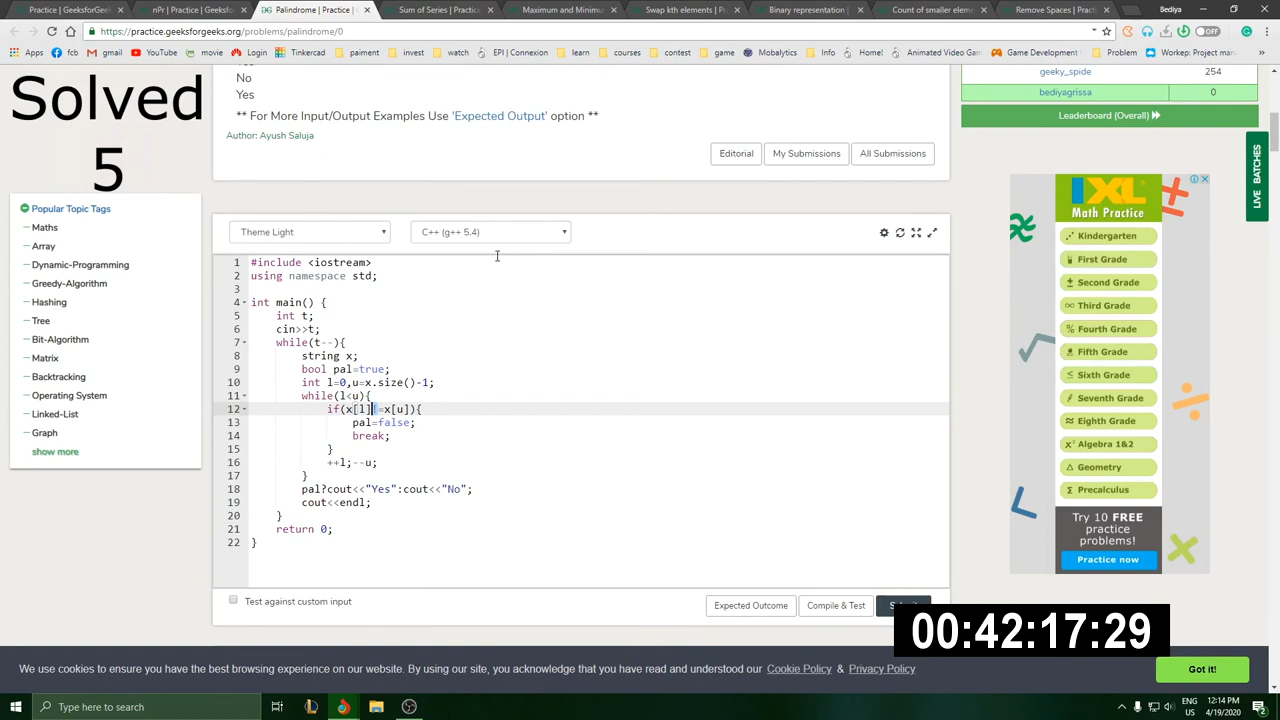 Practice | GeeksforGeeks
nPr | Practice | Geeksfo
Palindrome | Practice | G
Sum of Series | Practice
Maximum and Minimum
Swap kth elements | Pra
Binary representation |
Count of smaller elemen
Remove Spaces | Practic
Bediya
https://practice.geeksforgeeks.org/problems/palindrome/0
OFF
Apps
fcb
gmail
YouTube
movie
Login
Tinkercad
paiment
invest
watch
EPI | Connexion
learn
courses
contest
game
Mobalytics
Home!
Animated Video Gam
Game Development
Problem
Workep: Project man
Solved
5
No
Yes
** For More Input/Output Examples Use 'Expected Output' option **
Author: Ayush Saluja
Editorial
My Submissions
All Submissions
geeky_spide 254
bediyagrissa 0
Leaderboard (Overall)
LIVE BATCHES
Popular Topic Tags
Maths
Array
Dynamic-Programming
Greedy-Algorithm
Hashing
Tree
Bit-Algorithm
Matrix
Backtracking
Operating System
Linked-List
Graph
show more
Theme Light
C++ (g++ 5.4)
1 #include <iostream>
2 using namespace std;
3
4 int main() {
5 int t;
6 cin>>t;
7 while(t--){
8 string x;
9 bool pal=true;
10 int l=0,u=x.size()-1;
11 while(l<u){
12 if(x[l]!=x[u]){
13 pal=false;
14 break;
15 }
16 ++l;--u;
17 }
18 pal?cout<<"Yes":cout<<"No";
19 cout<<endl;
20 }
21 return 0;
22 }
Test against custom input
Expected Outcome
Compile & Test
IXL
Math Practice
Kindergarten
First Grade
Second Grade
Third Grade
Fourth Grade
Fifth Grade
Sixth Grade
Seventh Grade
Eighth Grade
Algebra 1&2
Geometry
Precalculus
Try 10 FREE
practice
problems!
Practice now
00:42:17:29
We use cookies to ensure you have the best browsing experience on our website. By using our site, you acknowledge that you have read and understood our Cookie Policy & Privacy Policy
Got it!
Type here to search
ENG
US
12:14 PM
4/19/2020
2